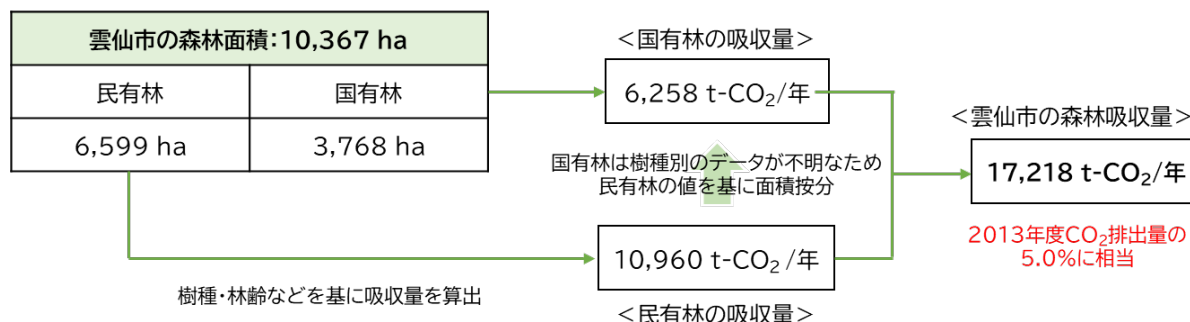 雲仙市の森林面積：10,367 ha
民有林
国有林
6,599 ha
3,768 ha
＜国有林の吸収量＞
6,258 t-CO₂/年
国有林は樹種別のデータが不明なため
民有林の値を基に面積按分
10,960 t-CO₂ /年
＜民有林の吸収量＞
樹種・林齢などを基に吸収量を算出
＜雲仙市の森林吸収量＞
17,218 t-CO₂/年
2013年度CO₂排出量の
5.0%に相当